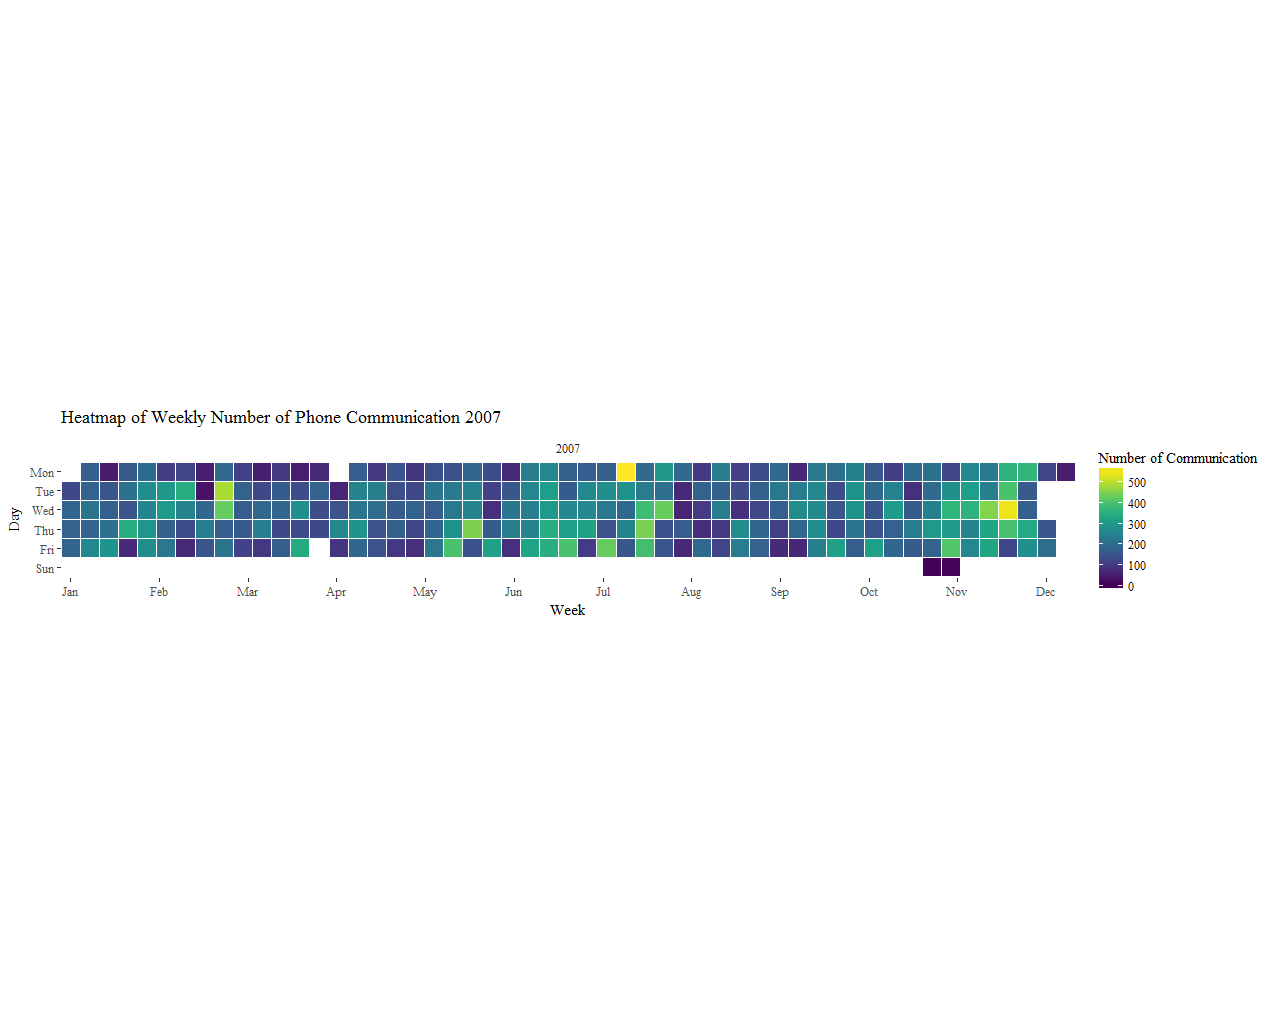 Heatmap of Weekly Number of Phone Communication 2007
2007
Number of Communication
500
400
300
200
100
0
Day
Mon
Tue
Wed
Thu
Fri
Sun
Jan Feb Mar Apr May Jun Jul Aug Sep Oct Nov Dec
Week